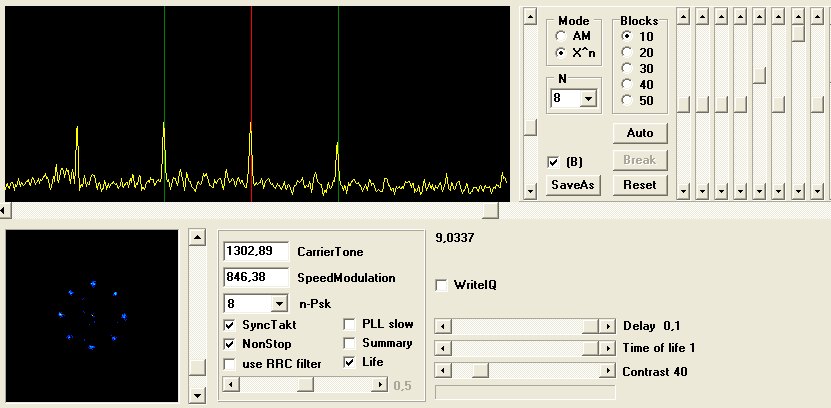 Mode
AM
X^n
N
8
(B)
SaveAs
Blocks
10
20
30
40
50
Auto
Break
Reset
1302,89 CarrierTone
846,38 SpeedModulation
8 n-Psk
SyncTakt PLL slow
NonStop Summary
use RRC filter Life
0,5
9,0337
WriteIQ
Delay 0,1
Time of life 1
Contrast 40